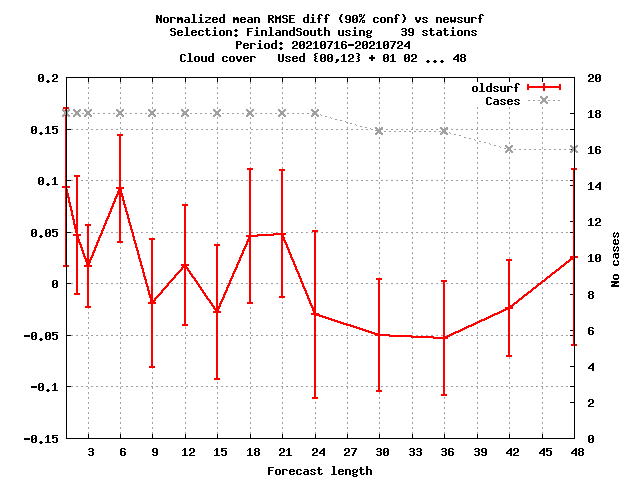 Normalized mean RMSE diff (90% conf) vs newsurf
Selection: FinlandSouth using    39 stations
Period: 20210716-20210724
Cloud cover   Used {00,12} + 01 02 ... 48
oldsurf
Cases
0.2
0.15
0.1
0.05
0
-0.05
-0.1
-0.15
20
18
16
14
12
10
8
6
4
2
0
No cases
3 6 9 12 15 18 21 24 27 30 33 36 39 42 45 48
Forecast length